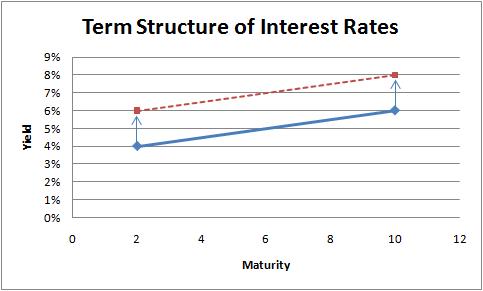 Term Structure of Interest Rates
9%
8%
7%
6%
5%
4%
3%
2%
1%
0%
Yield
0 2 4 6 8 10 12
Maturity